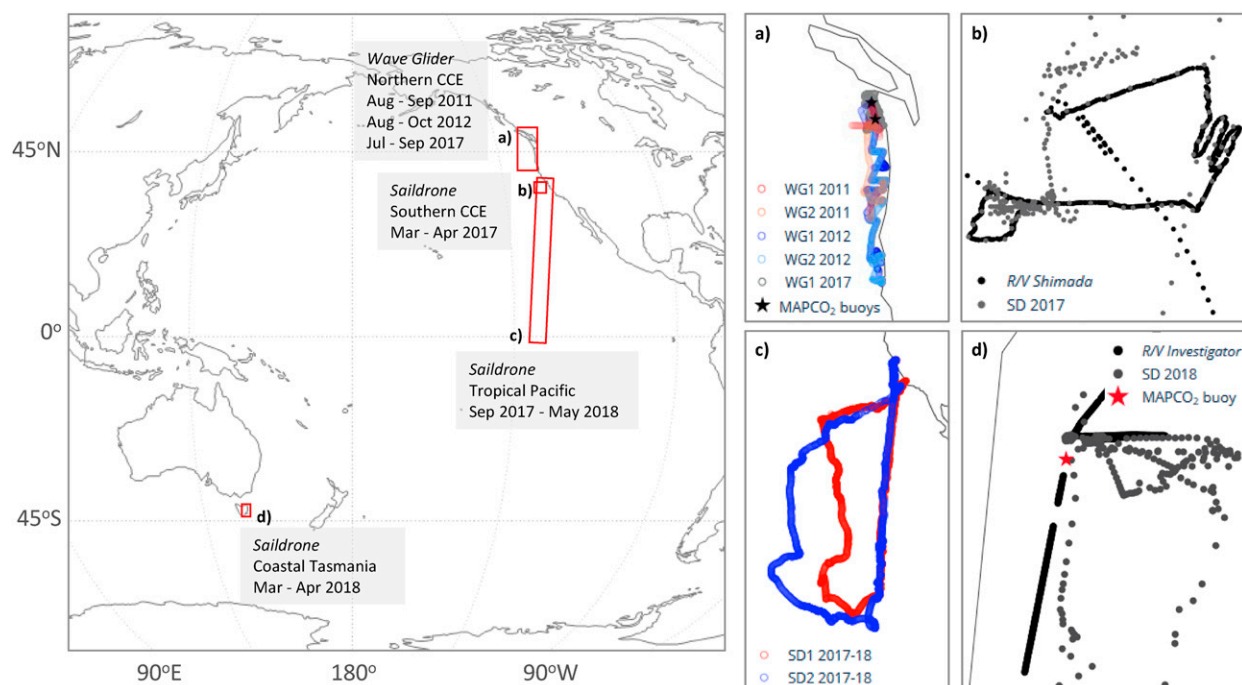 Wave Glider
Northern CCE
Aug - Sep 2011
Aug - Oct 2012
Jul - Sep 2017
a)
Saildrone
Southern CCE
Mar - Apr 2017
b)
c)
Saildrone
Tropical Pacific
Sep 2017 - May 2018
d)
Saildrone
Coastal Tasmania
Mar - Apr 2018
45°N
0°
45°S
90°E
180°
90°W
a)
WG1 2011
WG2 2011
WG1 2012
WG2 2012
WG1 2017
MAPCO₂ buoys
b)
R/V Shimada
SD 2017
c)
SD1 2017-18
SD2 2017-18
d)
R/V Investigator
SD 2018
MAPCO₂ buoy